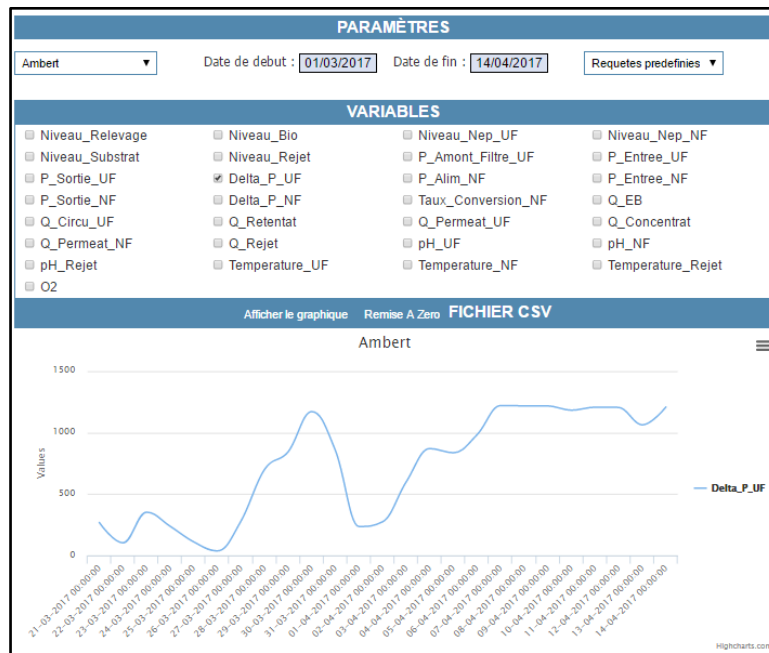 PARAMÈTRES
Ambert Date de debut : 01/03/2017 Date de fin : 14/04/2017 Requetes predefinies
VARIABLES
Niveau_Relevage Niveau_Bio Niveau_Nep_UF Niveau_Nep_NF
Niveau_Substrat Niveau_Rejet P_Amont_Filtre_UF P_Entree_UF
P_Sortie_UF Delta_P_UF P_Alim_NF P_Entree_NF
P_Sortie_NF Delta_P_NF Taux_Conversion_NF Q_EB
Q_Circu_UF Q_Retentat Q_Permeat_UF Q_Concentrat
Q_Permeat_NF Q_Rejet pH_UF pH_NF
pH_Rejet Temperature_UF Temperature_NF Temperature_Rejet
O2
Afficher le graphique Remise A Zero FICHIER CSV
Ambert
1500
1000
500
0
Values
Delta_P_UF
21-03-2017 00:00:00
22-03-2017 00:00:00
23-03-2017 00:00:00
24-03-2017 00:00:00
25-03-2017 00:00:00
26-03-2017 00:00:00
27-03-2017 00:00:00
28-03-2017 00:00:00
29-03-2017 00:00:00
30-03-2017 00:00:00
31-03-2017 00:00:00
01-04-2017 00:00:00
02-04-2017 00:00:00
03-04-2017 00:00:00
04-04-2017 00:00:00
05-04-2017 00:00:00
06-04-2017 00:00:00
07-04-2017 00:00:00
08-04-2017 00:00:00
09-04-2017 00:00:00
10-04-2017 00:00:00
11-04-2017 00:00:00
12-04-2017 00:00:00
13-04-2017 00:00:00
14-04-2017 00:00:00
Highcharts.com